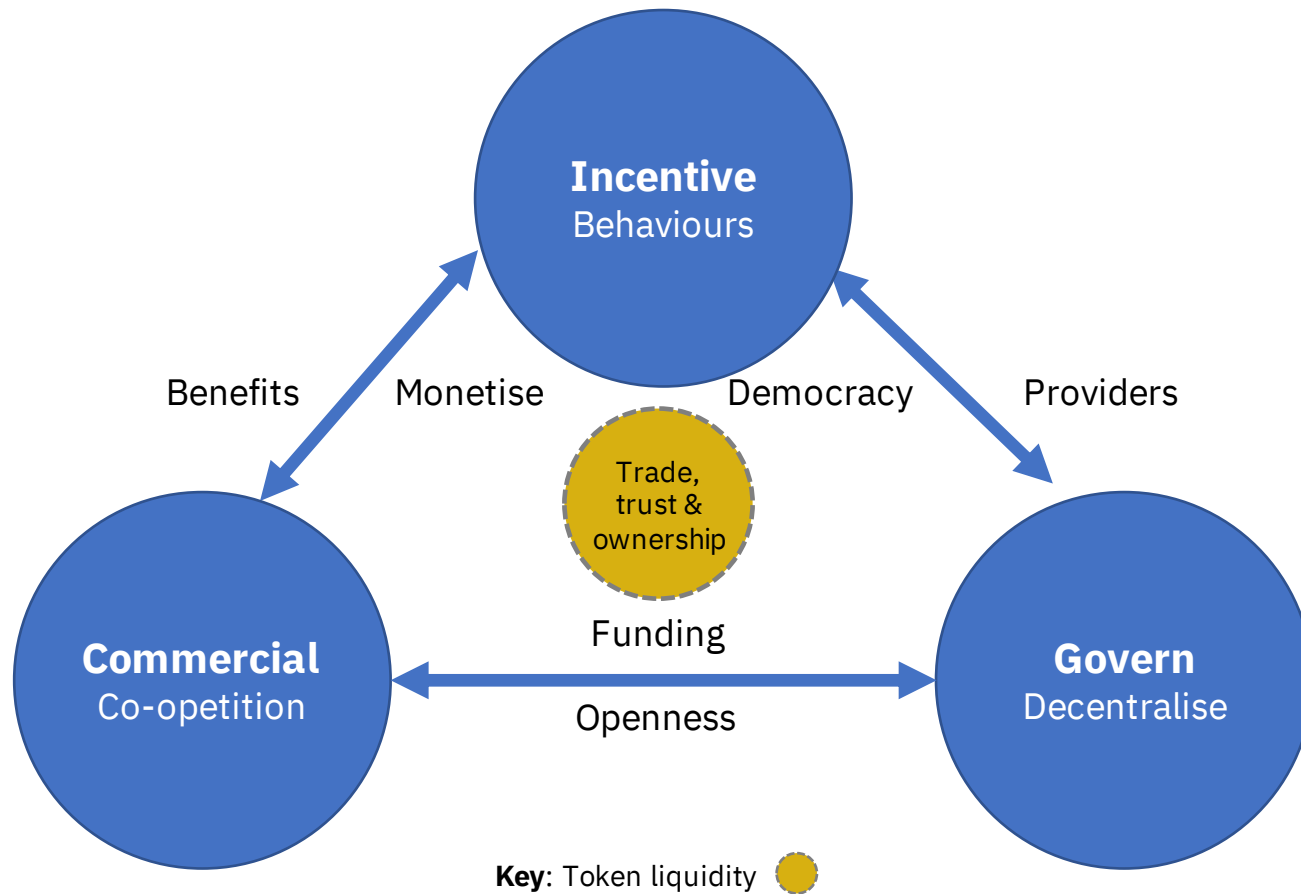 Incentive
Behaviours
Benefits
Monetise
Democracy
Providers
Trade,
trust &
ownership
Funding
Commercial
Co-opetition
Govern
Decentralise
Openness
Key: Token liquidity